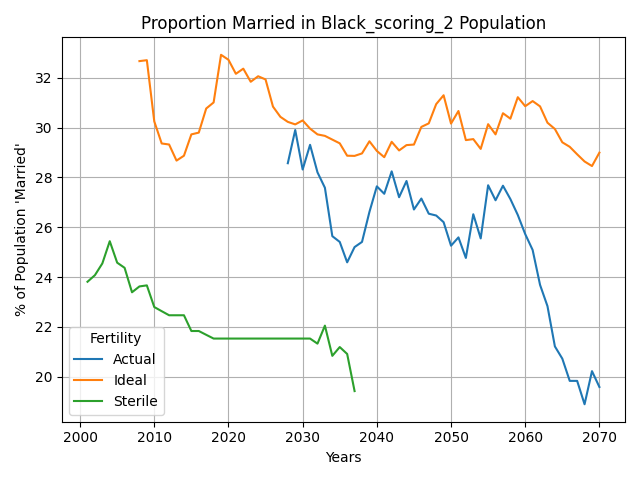 Proportion Married in Black_scoring_2 Population
% of Population 'Married'
32
30
28
26
24
22
20
Fertility
Actual
Ideal
Sterile
2000 2010 2020 2030 2040 2050 2060 2070
Years